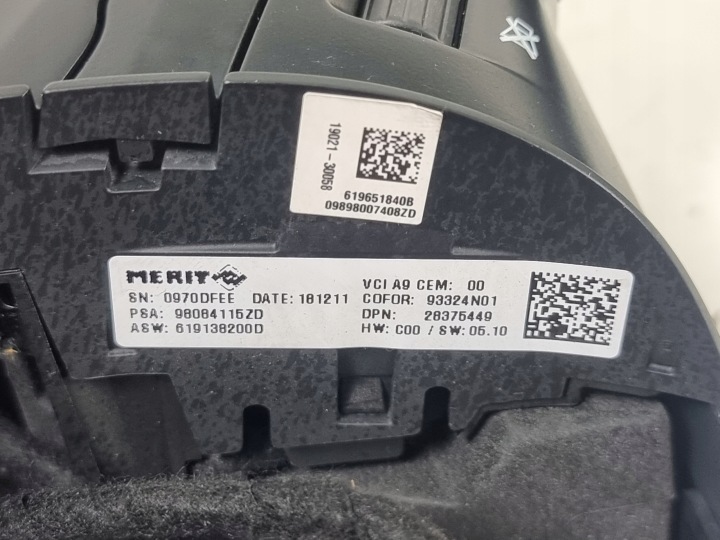 19021-30058
619651840B
09898007408ZD
MERIT
VCI A9 CEM: 00
SN: 0970DFEE DATE: 181211 COFOR: 93324N01
PSA: 98084115ZD DPN: 28375449
ASW: 619138200D HW: C00 / SW: 05.10